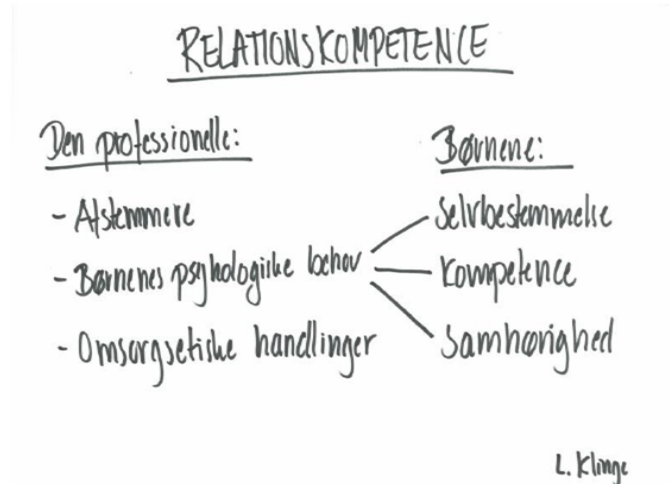 RELATIONSKOMPETENCE
Den professionelle:
- Afstemmere
- Børnenes psykologiske behov
- Omsorgsetiske handlinger
Børnene:
Selvbestemmelse
Kompetence
Samhørighed
L. Klinge